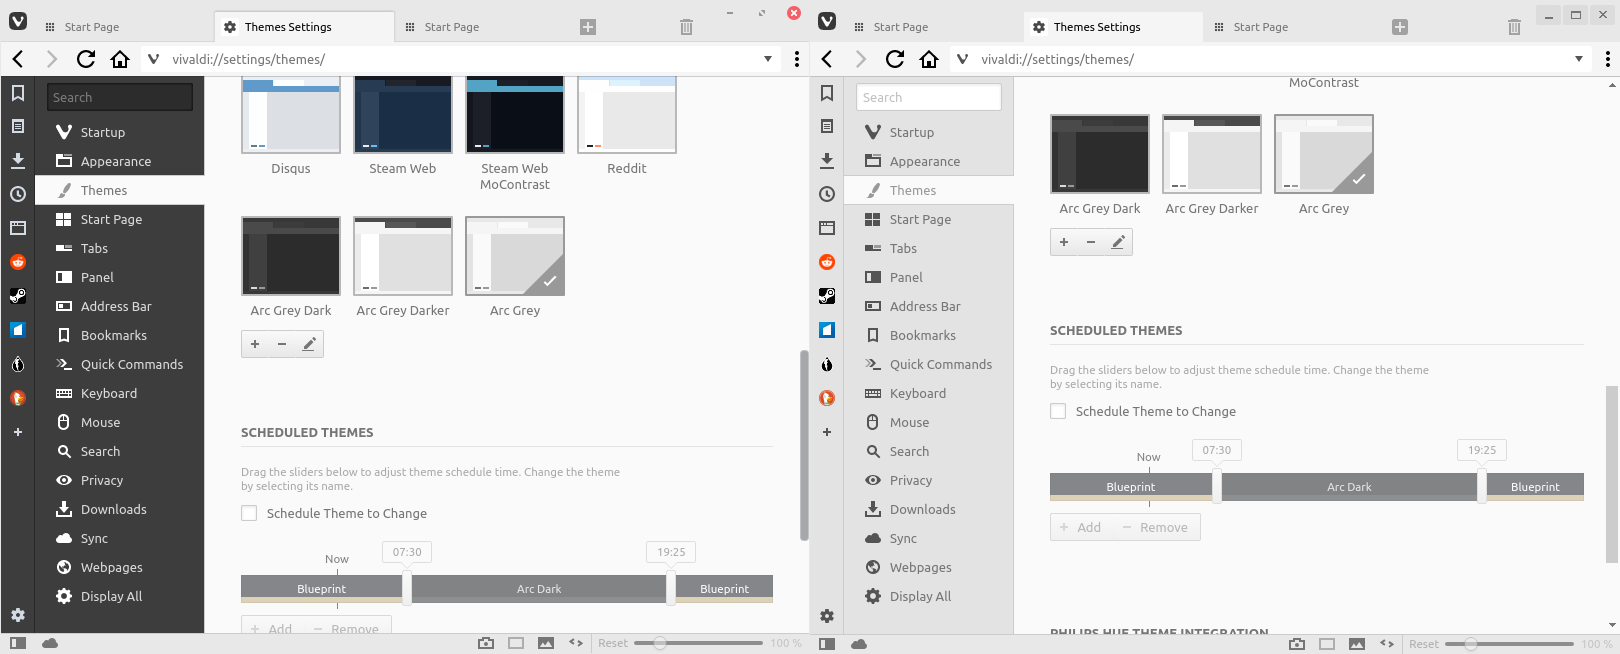 Start Page
Themes Settings
Start Page
vivaldi://settings/themes/
Search
Startup
Appearance
Themes
Start Page
Tabs
Panel
Address Bar
Bookmarks
Quick Commands
Keyboard
Mouse
Search
Privacy
Downloads
Sync
Webpages
Display All
Disqus
Steam Web
Steam Web
MoContrast
Reddit
Arc Grey Dark
Arc Grey Darker
Arc Grey
SCHEDULED THEMES
Drag the sliders below to adjust theme schedule time. Change the theme
by selecting its name.
Schedule Theme to Change
07:30
19:25
Now
Blueprint
Arc Dark
Blueprint
Add
Remove
Reset
100 %
Start Page
Themes Settings
Start Page
vivaldi://settings/themes/
Search
Startup
Appearance
Themes
Start Page
Tabs
Panel
Address Bar
Bookmarks
Quick Commands
Keyboard
Mouse
Search
Privacy
Downloads
Sync
Webpages
Display All
MoContrast
Arc Grey Dark
Arc Grey Darker
Arc Grey
SCHEDULED THEMES
Drag the sliders below to adjust theme schedule time. Change the theme
by selecting its name.
Schedule Theme to Change
07:30
19:25
Now
Blueprint
Arc Dark
Blueprint
Add
Remove
PHILIPS HUE THEME INTEGRATION
Reset
100 %